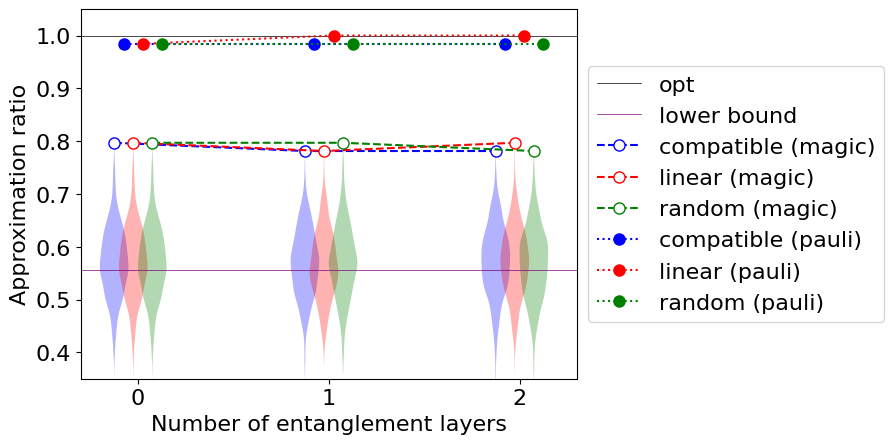 1.0
0.9
0.8
0.7
0.6
0.5
0.4
Approximation ratio
0 1 2
Number of entanglement layers
opt
lower bound
compatible (magic)
linear (magic)
random (magic)
compatible (pauli)
linear (pauli)
random (pauli)